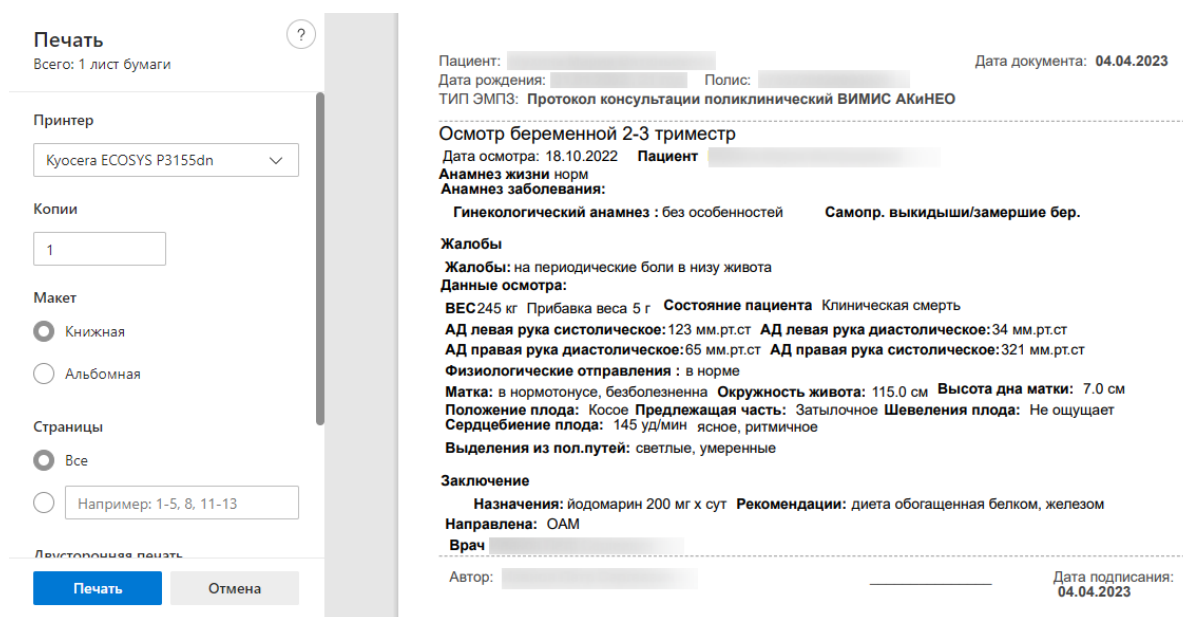 Печать
?
Всего: 1 лист бумаги
Принтер
Kyocera ECOSYS P3155dn
Копии
1
Макет
Книжная
Альбомная
Страницы
Все
Например: 1-5, 8, 11-13
Двусторонняя печать
Печать Отмена
Пациент: Дата документа: 04.04.2023
Дата рождения: Полис:
ТИП ЭМПЗ: Протокол консультации поликлинический ВИМИС АКиНЕО
Осмотр беременной 2-3 триместр
Дата осмотра: 18.10.2022 Пациент
Анамнез жизни норм
Анамнез заболевания:
Гинекологический анамнез : без особенностей Самопр. выкидыши/замершие бер.
Жалобы
Жалобы: на периодические боли в низу живота
Данные осмотра:
ВЕС245 кг Прибавка веса 5 г Состояние пациента Клиническая смерть
АД левая рука систолическое:123 мм.рт.ст АД левая рука диастолическое:34 мм.рт.ст
АД правая рука диастолическое:65 мм.рт.ст АД правая рука систолическое:321 мм.рт.ст
Физиологические отправления : в норме
Матка: в нормотонусе, безболезненна Окружность живота: 115.0 см Высота дна матки: 7.0 см
Положение плода: Косое Предлежащая часть: Затылочное Шевеления плода: Не ощущает
Сердцебиение плода: 145 уд/мин ясное, ритмичное
Выделения из пол.путей: светлые, умеренные
Заключение
Назначения: йодомарин 200 мг х сут Рекомендации: диета обогащенная белком, железом
Направлена: ОАМ
Врач
Автор: Дата подписания:
04.04.2023